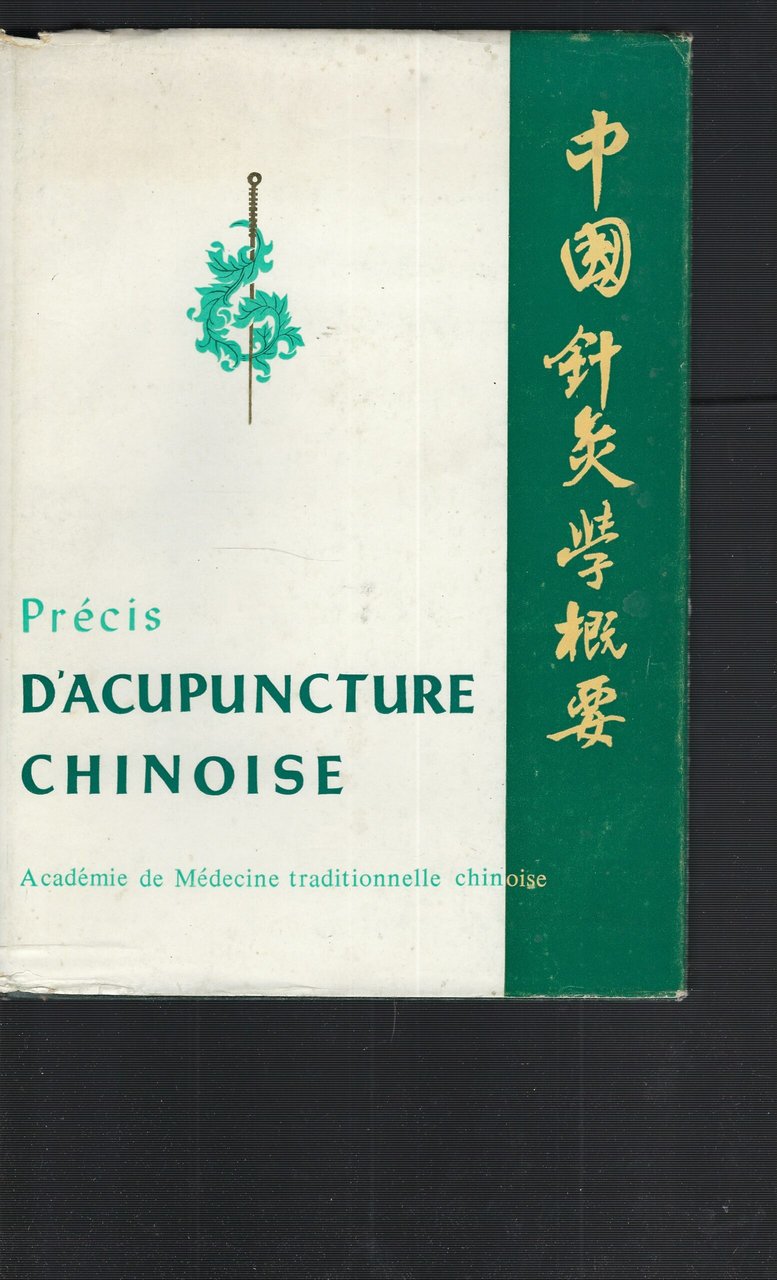 Précis
D'ACUPUNCTURE
CHINOISE
Académie de Médecine traditionnelle chinoise
中國針灸學概要